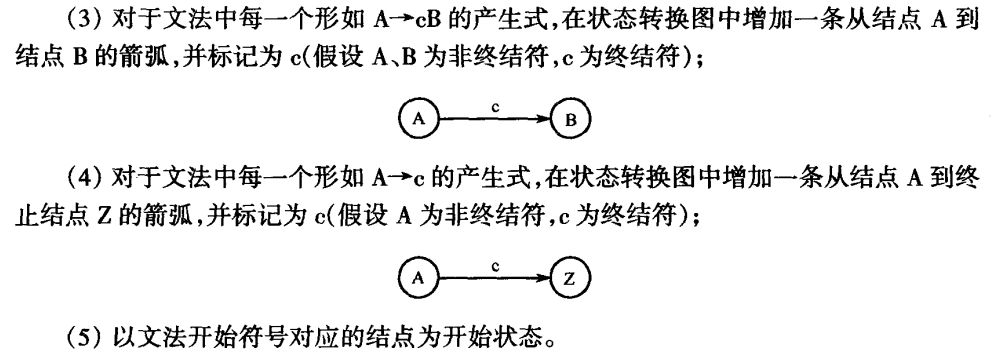 (3) 对于文法中每一个形如 A→cB 的产生式,在状态转换图中增加一条从结点 A 到
结点 B 的箭弧,并标记为 c(假设 A、B 为非终结符,c 为终结符);
A c B
(4) 对于文法中每一个形如 A→c 的产生式,在状态转换图中增加一条从结点 A 到终
止结点 Z 的箭弧,并标记为 c(假设 A 为非终结符,c 为终结符);
A c Z
(5) 以文法开始符号对应的结点为开始状态。